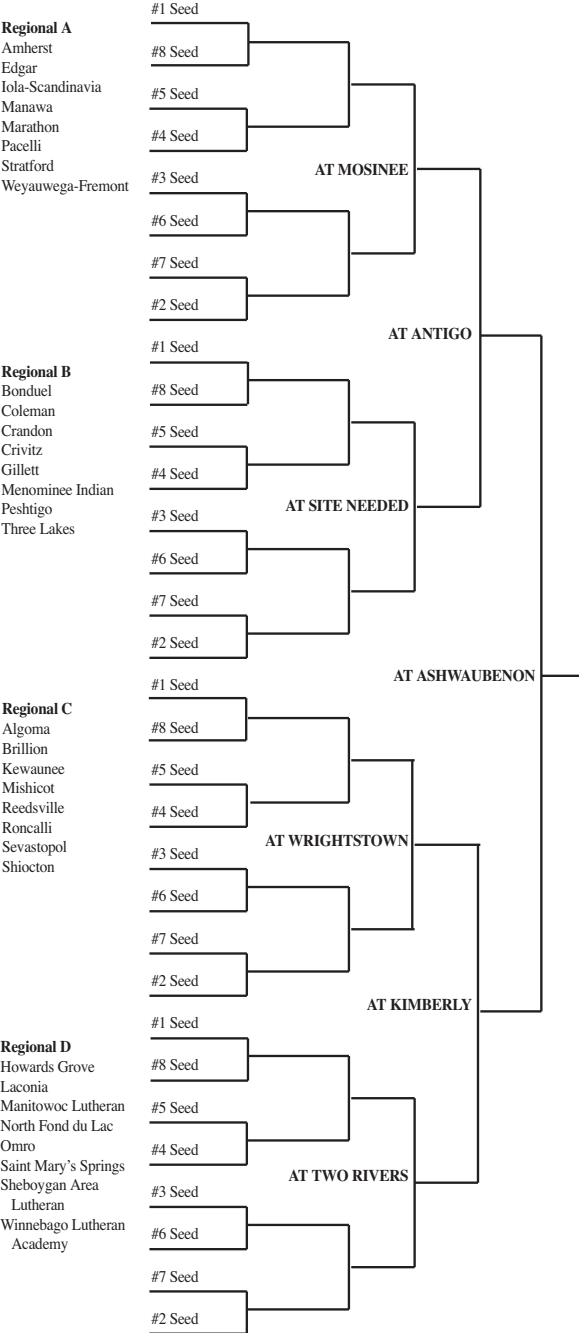 #1 Seed
Regional A
Amherst
#8 Seed
Edgar
Iola-Scandinavia
#5 Seed
Manawa
Marathon
#4 Seed
Pacelli
Stratford
AT MOSINEE
#3 Seed
Weyauwega-Fremont
#6 Seed
#7 Seed
#2 Seed
AT ANTIGO
#1 Seed
Regional B
Bonduel
#8 Seed
Coleman
Crandon
#5 Seed
Crivitz
Gillett
#4 Seed
Menominee Indian
Peshtigo
AT SITE NEEDED
#3 Seed
Three Lakes
#6 Seed
#7 Seed
#2 Seed
AT ASHWAUBENON
#1 Seed
Regional C
Algoma
#8 Seed
Brillion
Kewaunee
#5 Seed
Mishicot
Reedsville
#4 Seed
Roncalli
AT WRIGHTSTOWN
Sevastopol
#3 Seed
Shiocton
#6 Seed
#7 Seed
#2 Seed
AT KIMBERLY
#1 Seed
Regional D
Howards Grove
#8 Seed
Laconia
Manitowoc Lutheran
#5 Seed
North Fond du Lac
Omro
#4 Seed
Saint Mary's Springs
AT TWO RIVERS
Sheboygan Area
#3 Seed
Lutheran
Winnebago Lutheran
#6 Seed
Academy
#7 Seed
#2 Seed